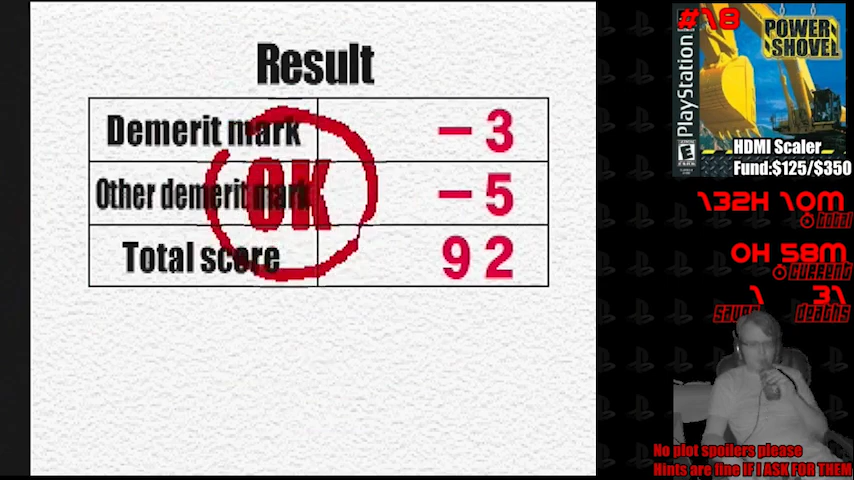 Result
Demerit mark - 3
Other demerit mark - 5
Total score 92
OK
#18
POWER
SHOVEL
PlayStation
HDMI Scaler
Fund:$125/$350
132H 10M
total
0H 58M
current
1 31
saves deaths
No plot spoilers please
Hints are fine IF I ASK FOR THEM